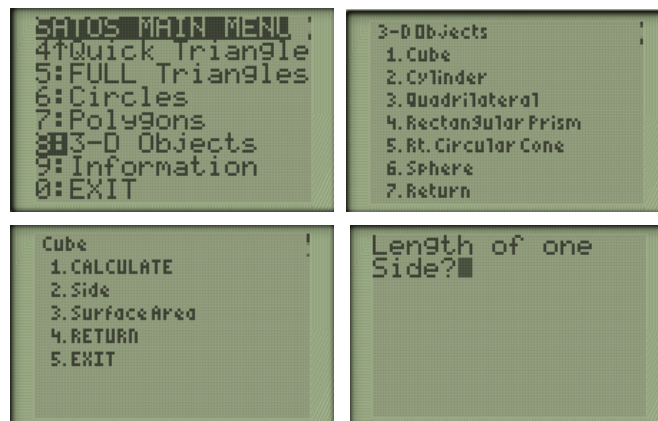 SATOS MAIN MENU
4↑Quick Triangle
5:FULL Triangles
6:Circles
7:Polygons
8:3-D Objects
9:Information
0:EXIT
3-D Objects
1. Cube
2. Cylinder
3. Quadrilateral
4. Rectangular Prism
5. Rt. Circular Cone
6. Sphere
7. Return
Cube
1. CALCULATE
2. Side
3. Surface Area
4. RETURN
5. EXIT
Length of one
Side?